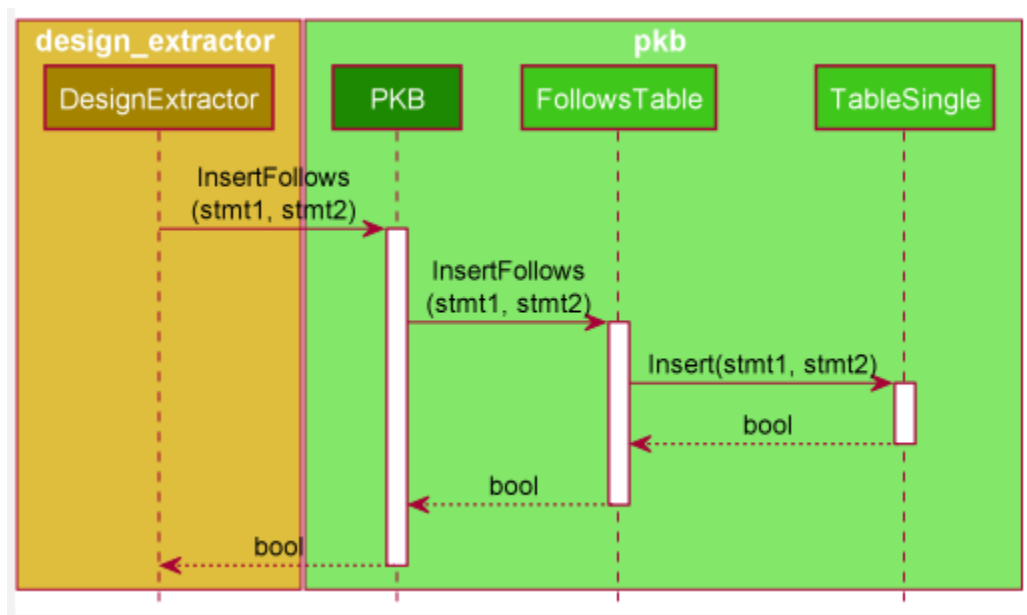 design_extractor
pkb
DesignExtractor
PKB
FollowsTable
TableSingle
InsertFollows
(stmt1, stmt2)
InsertFollows
(stmt1, stmt2)
Insert(stmt1, stmt2)
bool
bool
bool